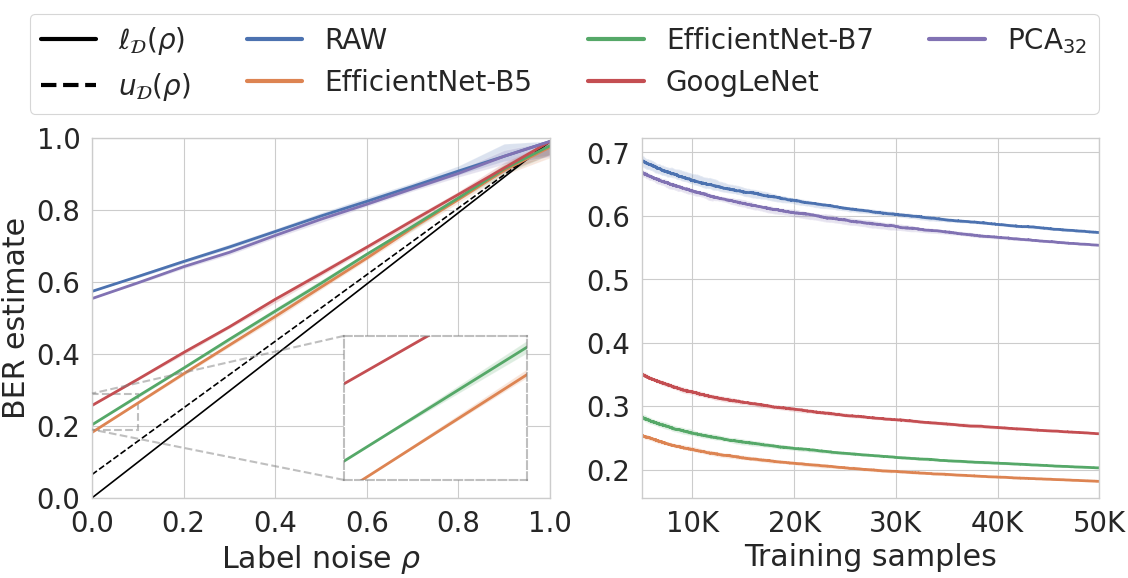 ℓ_𝒟(ρ) RAW EfficientNet-B7 PCA₃₂
u_𝒟(ρ) EfficientNet-B5 GoogLeNet
BER estimate
1.0
0.8
0.6
0.4
0.2
0.0
0.0 0.2 0.4 0.6 0.8 1.0
Label noise ρ
0.7
0.6
0.5
0.4
0.3
0.2
10K 20K 30K 40K 50K
Training samples